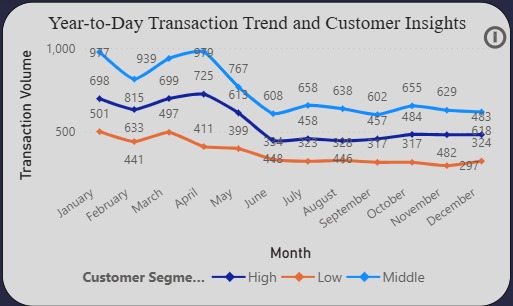 Year-to-Day Transaction Trend and Customer Insights
Transaction Volume
1,000
500
977 939 979 767 608 658 638 602 655 629 618
698 815 699 725 613 458 457 484 483
501 633 497 411 399 334 323 328 317 317 482 324
441 448 446 297
January February March April May June July August September October November December
Month
Customer Segme... High Low Middle